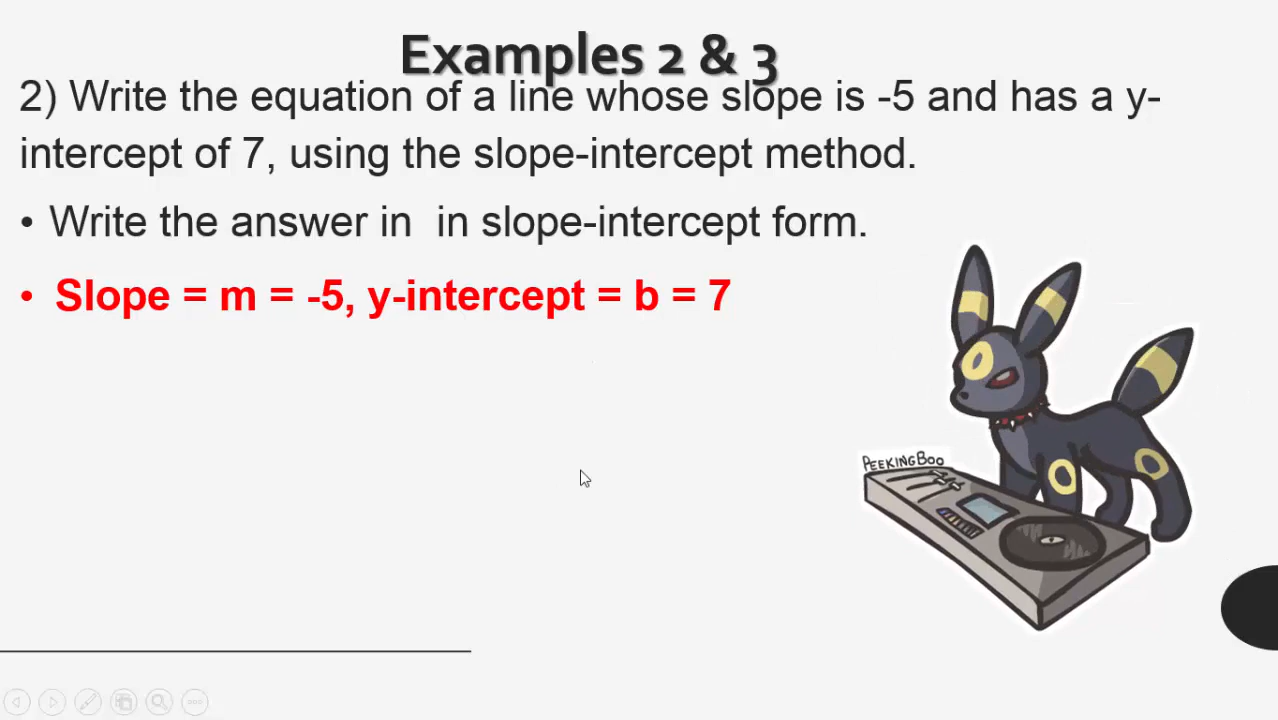 Examples 2 & 3
2) Write the equation of a line whose slope is -5 and has a y-
intercept of 7, using the slope-intercept method.
• Write the answer in  in slope-intercept form.
• Slope = m = -5, y-intercept = b = 7
PEEKINGBOO